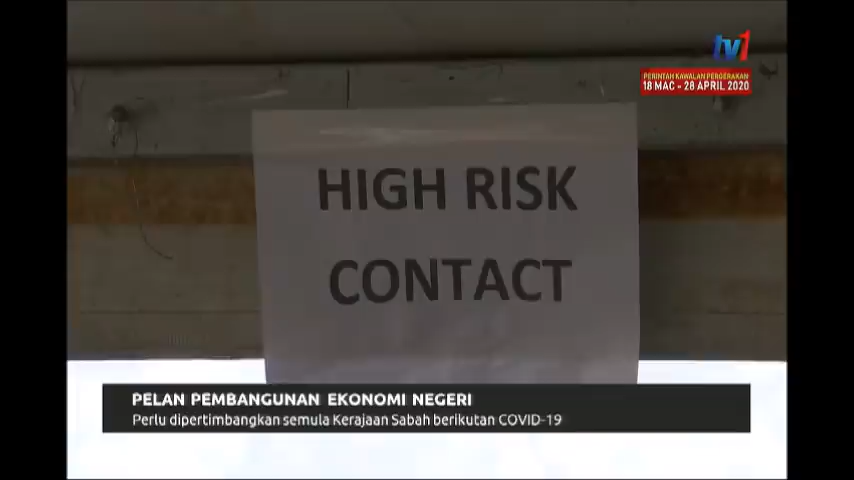 tv1
PERINTAH KAWALAN PERGERAKAN
18 MAC - 28 APRIL 2020
HIGH RISK
CONTACT
PELAN PEMBANGUNAN EKONOMI NEGERI
Perlu dipertimbangkan semula Kerajaan Sabah berikutan COVID-19